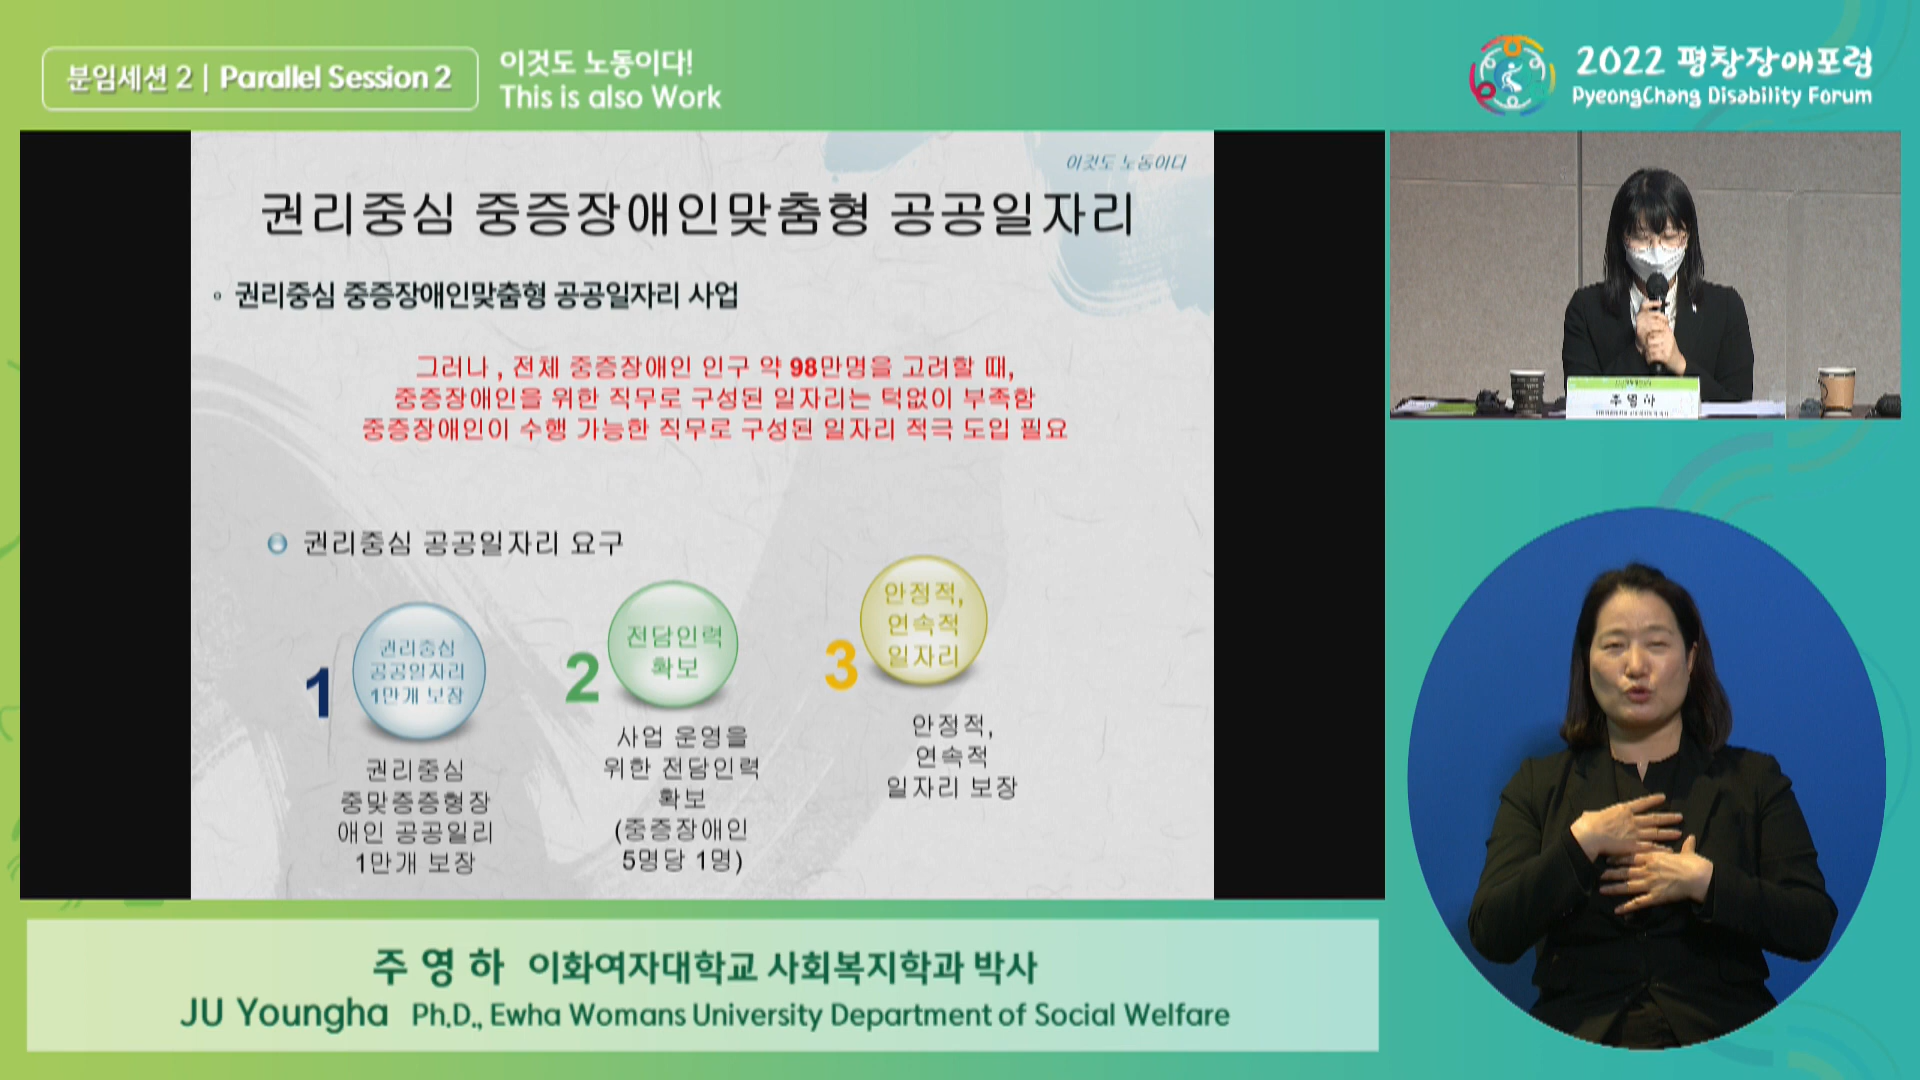 분임세션 2 | Parallel Session 2
이것도 노동이다!
This is also Work
2022 평창장애포럼
PyeongChang Disability Forum
이것도 노동이다
권리중심 중증장애인맞춤형 공공일자리
◦ 권리중심 중증장애인맞춤형 공공일자리 사업
그러나 , 전체 중증장애인 인구 약 98만명을 고려할 때,
중증장애인을 위한 직무로 구성된 일자리는 턱없이 부족함
중증장애인이 수행 가능한 직무로 구성된 일자리 적극 도입 필요
권리중심 공공일자리 요구
1
권리중심
공공일자리
1만개 보장
권리중심
중맞증증형장
애인 공공일리
1만개 보장
2
전담인력
확보
사업 운영을
위한 전담인력
확보
(중증장애인
5명당 1명)
3
안정적,
연속적
일자리
안정적,
연속적
일자리 보장
주영하
주 영 하 이화여자대학교 사회복지학과 박사
JU Youngha Ph.D., Ewha Womans University Department of Social Welfare